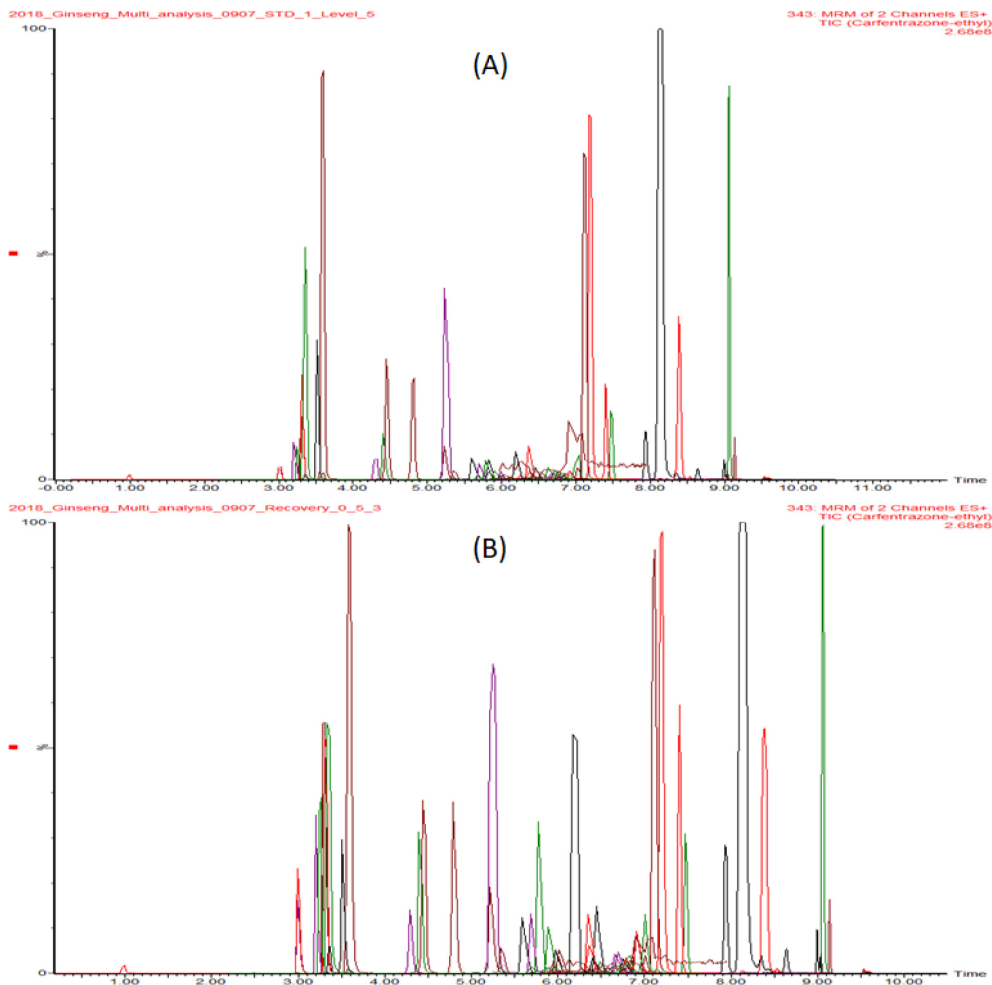 2018_Ginseng_Multi_analysis_0907_STD_1_Level_5
343: MRM of 2 Channels ES+
TIC (Carfentrazone-ethyl)
2.68e8
100
(A)
%
0
-0.00 1.00 2.00 3.00 4.00 5.00 6.00 7.00 8.00 9.00 10.00 11.00 Time
2018_Ginseng_Multi_analysis_0907_Recovery_0_5_3
343: MRM of 2 Channels ES+
TIC (Carfentrazone-ethyl)
2.68e8
100
(B)
%
0
1.00 2.00 3.00 4.00 5.00 6.00 7.00 8.00 9.00 10.00 Time